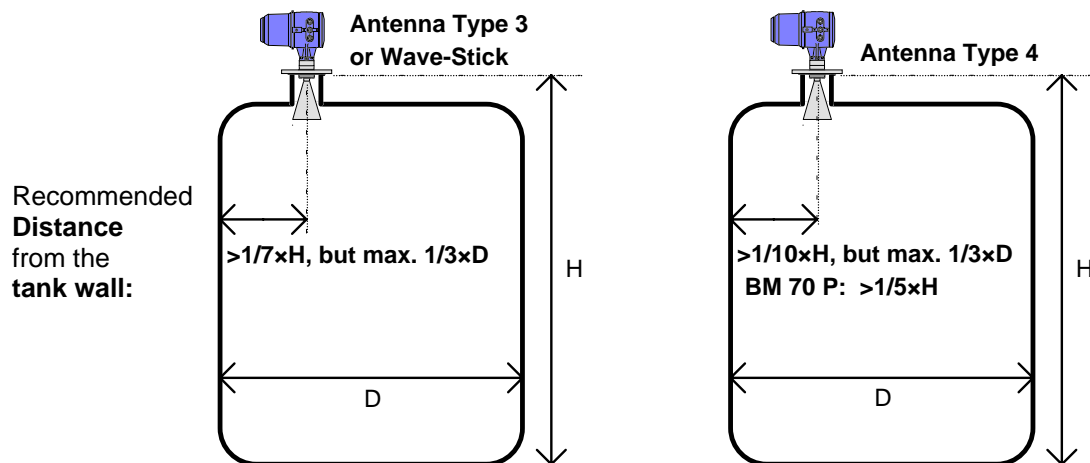 Antenna Type 3
or Wave-Stick
Antenna Type 4
Recommended
Distance
from the
tank wall:
>1/7×H, but max. 1/3×D
H
D
>1/10×H, but max. 1/3×D
BM 70 P: >1/5×H
H
D